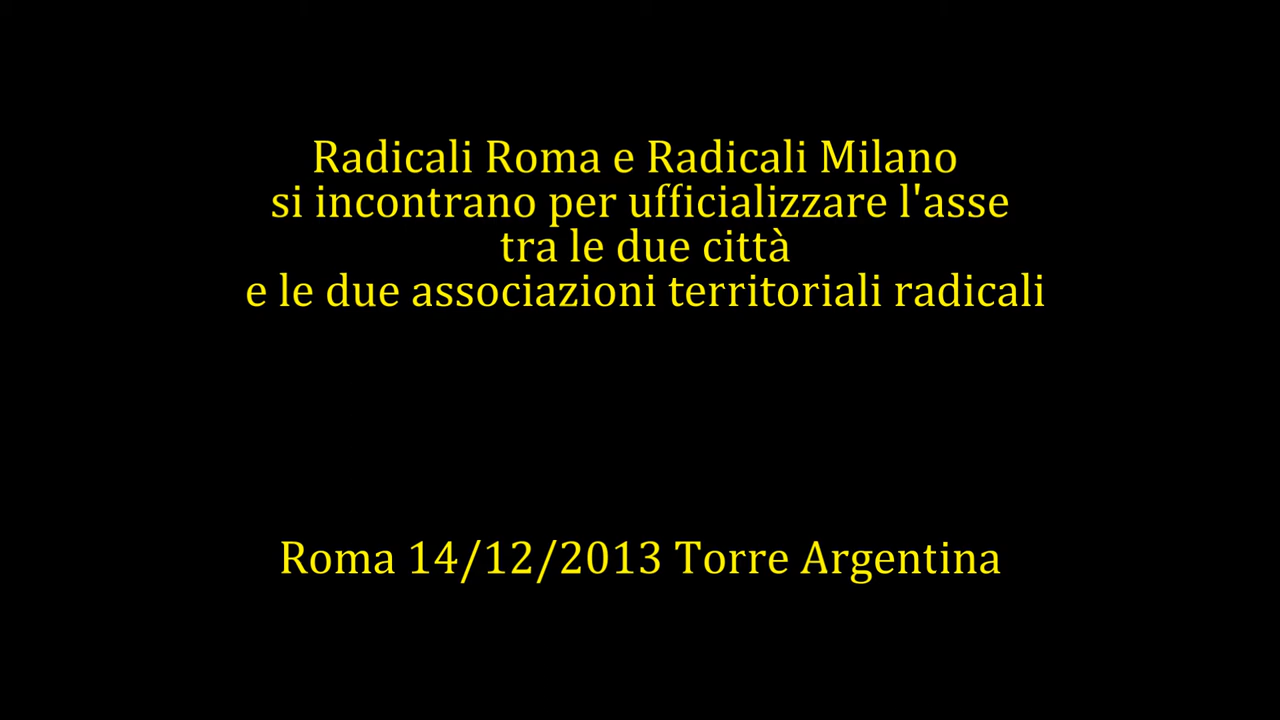 Radicali Roma e Radicali Milano
si incontrano per ufficializzare l'asse
tra le due città
e le due associazioni territoriali radicali
Roma 14/12/2013 Torre Argentina